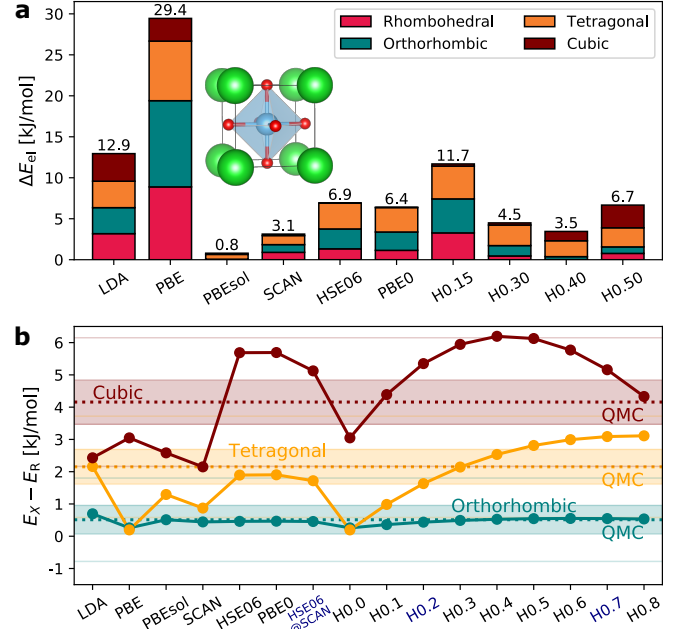 a
ΔE_el [kJ/mol]
30
25
20
15
10
5
0
Rhombohedral
Orthorhombic
Tetragonal
Cubic
12.9
29.4
0.8
3.1
6.9
6.4
11.7
4.5
3.5
6.7
LDA
PBE
PBEsol
SCAN
HSE06
PBE0
H0.15
H0.30
H0.40
H0.50
b
E_X − E_R [kJ/mol]
6
5
4
3
2
1
0
-1
Cubic
QMC
Tetragonal
QMC
Orthorhombic
QMC
LDA
PBE
PBEsol
SCAN
HSE06
PBE0
HSE06
@SCAN
H0.0
H0.1
H0.2
H0.3
H0.4
H0.5
H0.6
H0.7
H0.8